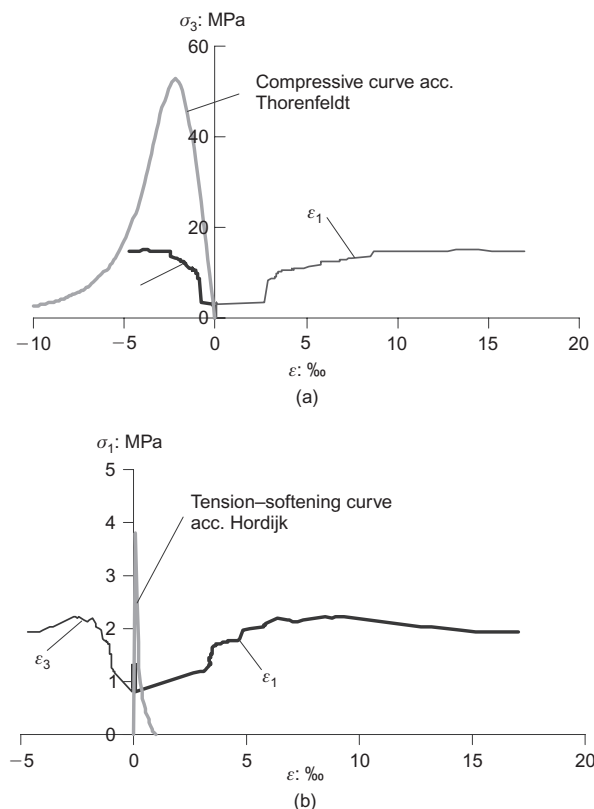 σ3: MPa
60
Compressive curve acc.
Thorenfeldt
40
20
ε1
0
−10
−5
0
5
10
15
20
ε: ‰
(a)
σ1: MPa
5
Tension–softening curve
acc. Hordijk
4
3
2
ε3
ε1
1
0
−5
0
5
10
15
20
ε: ‰
(b)